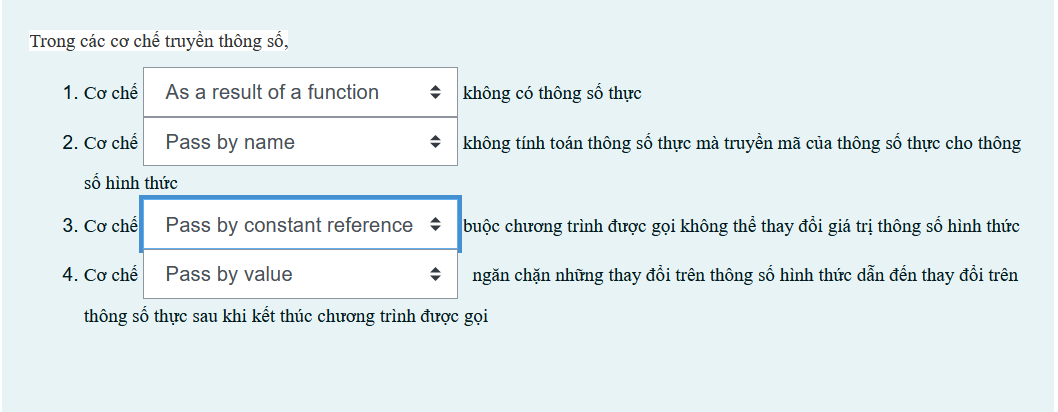 Trong các cơ chế truyền thông số,
1. Cơ chế As a result of a function không có thông số thực
2. Cơ chế Pass by name không tính toán thông số thực mà truyền mã của thông số thực cho thông
số hình thức
3. Cơ chế Pass by constant reference buộc chương trình được gọi không thể thay đổi giá trị thông số hình thức
4. Cơ chế Pass by value ngăn chặn những thay đổi trên thông số hình thức dẫn đến thay đổi trên
thông số thực sau khi kết thúc chương trình được gọi